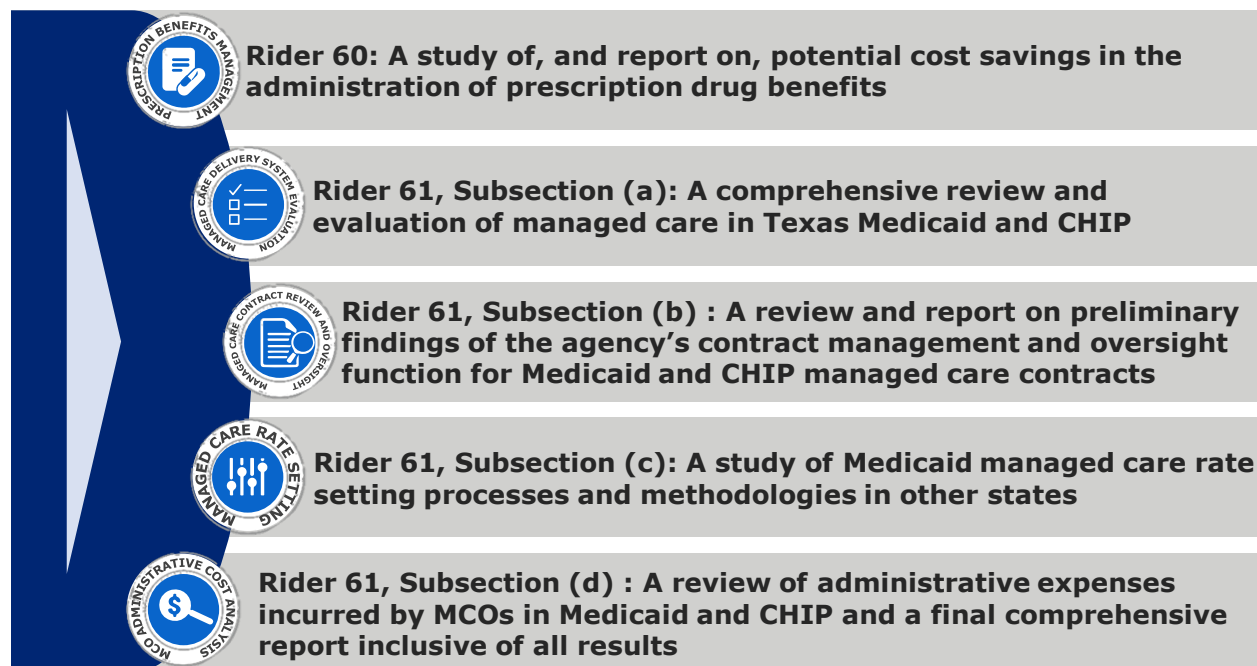 PRESCRIPTION BENEFITS MANAGEMENT
Rider 60: A study of, and report on, potential cost savings in the
administration of prescription drug benefits
MANAGED CARE DELIVERY SYSTEM EVALUATION
Rider 61, Subsection (a): A comprehensive review and
evaluation of managed care in Texas Medicaid and CHIP
MANAGED CARE CONTRACT REVIEW AND OVERSIGHT
Rider 61, Subsection (b) : A review and report on preliminary
findings of the agency’s contract management and oversight
function for Medicaid and CHIP managed care contracts
MANAGED CARE RATE SETTING
Rider 61, Subsection (c): A study of Medicaid managed care rate
setting processes and methodologies in other states
MCO ADMINISTRATIVE COST ANALYSIS
$
Rider 61, Subsection (d) : A review of administrative expenses
incurred by MCOs in Medicaid and CHIP and a final comprehensive
report inclusive of all results